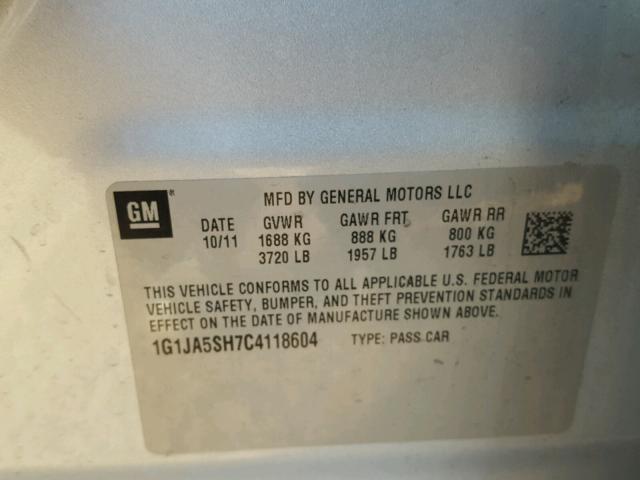 GM®
MFD BY GENERAL MOTORS LLC
DATE GVWR GAWR FRT GAWR RR
10/11 1688 KG 888 KG 800 KG
3720 LB 1957 LB 1763 LB
THIS VEHICLE CONFORMS TO ALL APPLICABLE U.S. FEDERAL MOTOR
VEHICLE SAFETY, BUMPER, AND THEFT PREVENTION STANDARDS IN
EFFECT ON THE DATE OF MANUFACTURE SHOWN ABOVE.
1G1JA5SH7C4118604 TYPE: PASS CAR